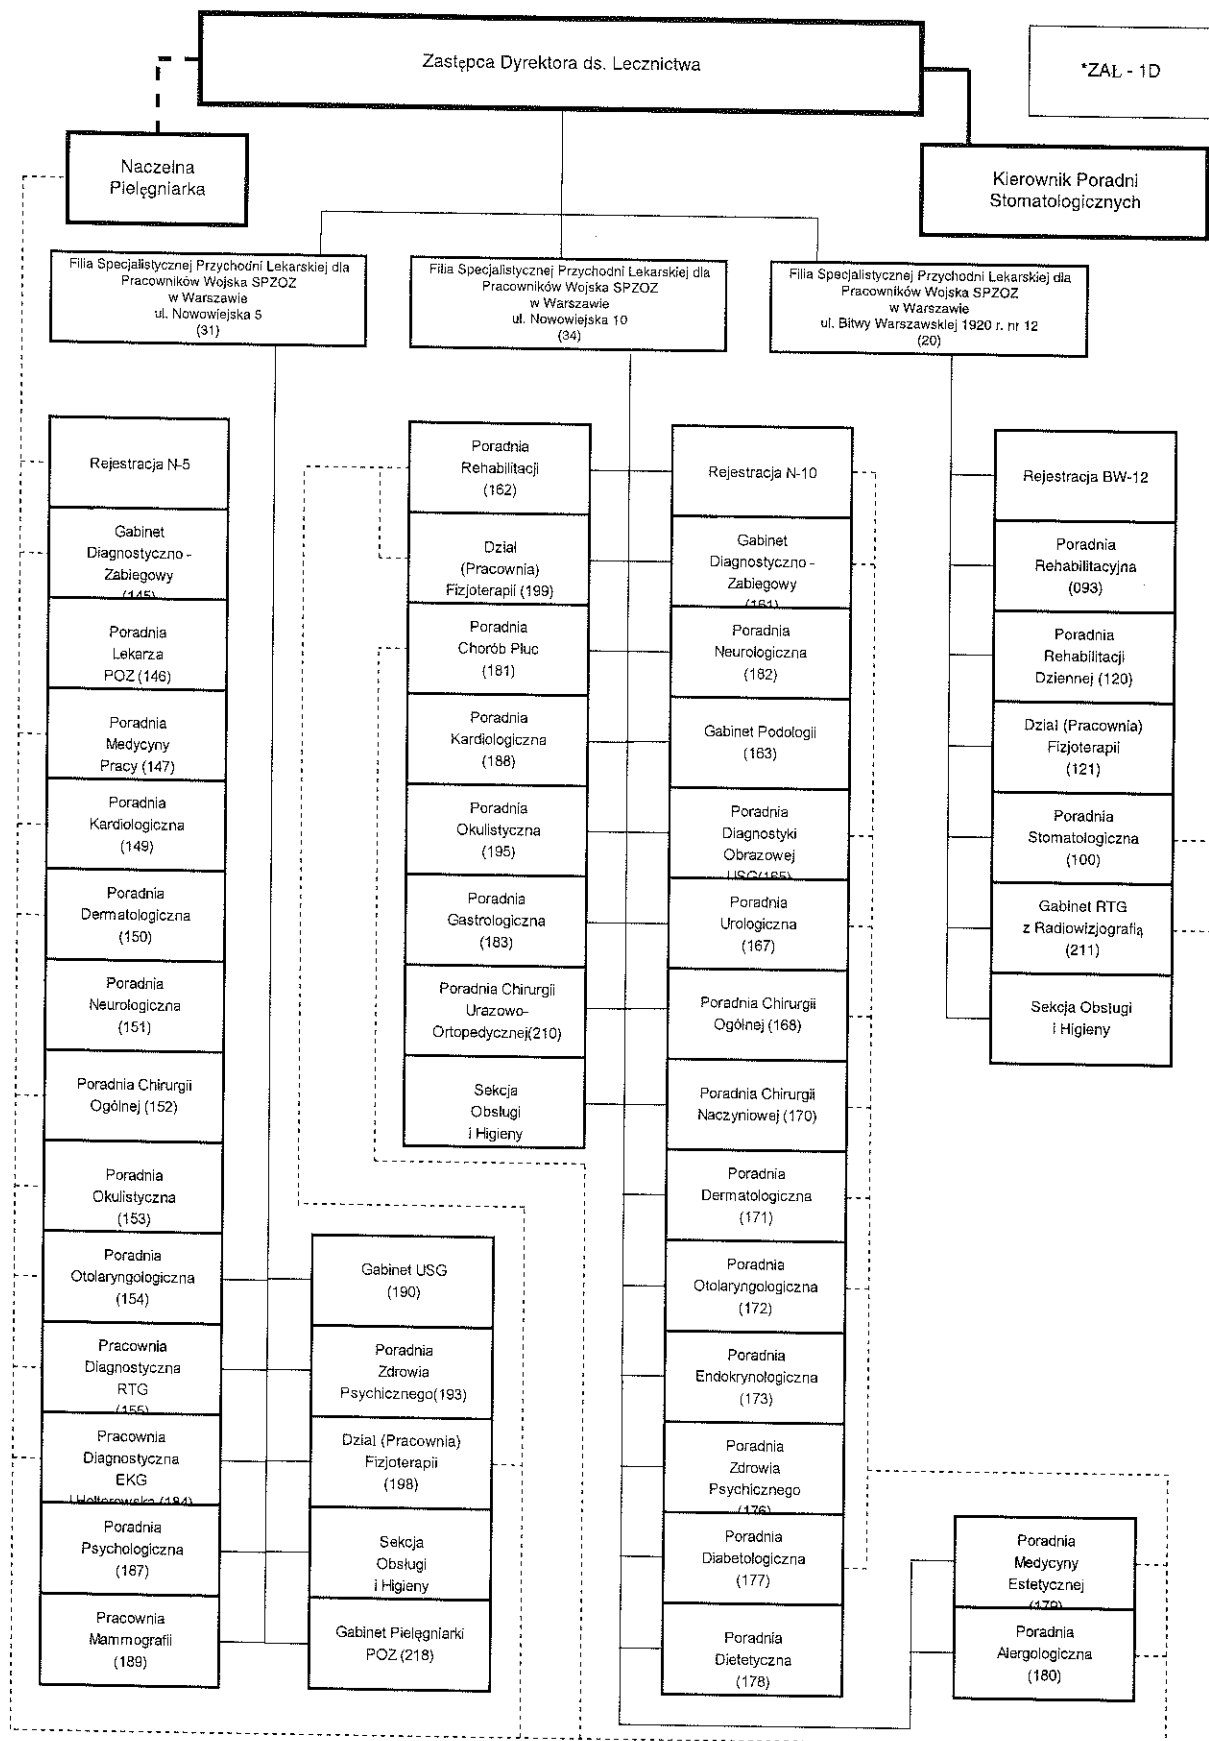 Zastępca Dyrektora ds. Lecznictwa
*ZAŁ - 1D
Naczelna
Pielęgniarka
Kierownik Poradni
Stomatologicznych
Filia Specjalistycznej Przychodni Lekarskiej dla
Pracowników Wojska SPZOZ
w Warszawie
ul. Nowowiejska 5
(31)
Filia Specjalistycznej Przychodni Lekarskiej dla
Pracowników Wojska SPZOZ
w Warszawie
ul. Nowowiejska 10
(34)
Filia Specjalistycznej Przychodni Lekarskiej dla
Pracowników Wojska SPZOZ
w Warszawie
ul. Bitwy Warszawskiej 1920 r. nr 12
(20)
Rejestracja N-5
Gabinet
Diagnostyczno -
Zabiegowy
(145)
Poradnia
Lekarza
POZ (146)
Poradnia
Medycyny
Pracy (147)
Poradnia
Kardiologiczna
(149)
Poradnia
Dermatologiczna
(150)
Poradnia
Neurologiczna
(151)
Poradnia Chirurgii
Ogólnej (152)
Poradnia
Okulistyczna
(153)
Poradnia
Otolaryngologiczna
(154)
Pracownia
Diagnostyczna
RTG
(155)
Pracownia
Diagnostyczna
EKG
i Holterowska (184)
Poradnia
Psychologiczna
(187)
Pracownia
Mammografii
(189)
Gabinet USG
(190)
Poradnia
Zdrowia
Psychicznego(193)
Dział (Pracownia)
Fizjoterapii
(198)
Sekcja
Obsługi
i Higieny
Gabinet Pielęgniarki
POZ (218)
Poradnia
Rehabilitacji
(162)
Dział
(Pracownia)
Fizjoterapii (199)
Poradnia
Chorób Płuc
(181)
Poradnia
Kardiologiczna
(188)
Poradnia
Okulistyczna
(195)
Poradnia
Gastrologiczna
(183)
Poradnia Chirurgii
Urazowo-
Ortopedycznej(210)
Sekcja
Obsługi
i Higieny
Rejestracja N-10
Gabinet
Diagnostyczno -
Zabiegowy
(161)
Poradnia
Neurologiczna
(182)
Gabinet Podologii
(163)
Poradnia
Diagnostyki
Obrazowej
USG(165)
Poradnia
Urologiczna
(167)
Poradnia Chirurgii
Ogólnej (168)
Poradnia Chirurgii
Naczyniowej (170)
Poradnia
Dermatologiczna
(171)
Poradnia
Otolaryngologiczna
(172)
Poradnia
Endokrynologiczna
(173)
Poradnia
Zdrowia
Psychicznego
(176)
Poradnia
Diabetologiczna
(177)
Poradnia
Dietetyczna
(178)
Rejestracja BW-12
Poradnia
Rehabilitacyjna
(093)
Poradnia
Rehabilitacji
Dziennej (120)
Dział (Pracownia)
Fizjoterapii
(121)
Poradnia
Stomatologiczna
(100)
Gabinet RTG
z Radiowizjografią
(211)
Sekcja Obsługi
i Higieny
Poradnia
Medycyny
Estetycznej
(179)
Poradnia
Alergologiczna
(180)